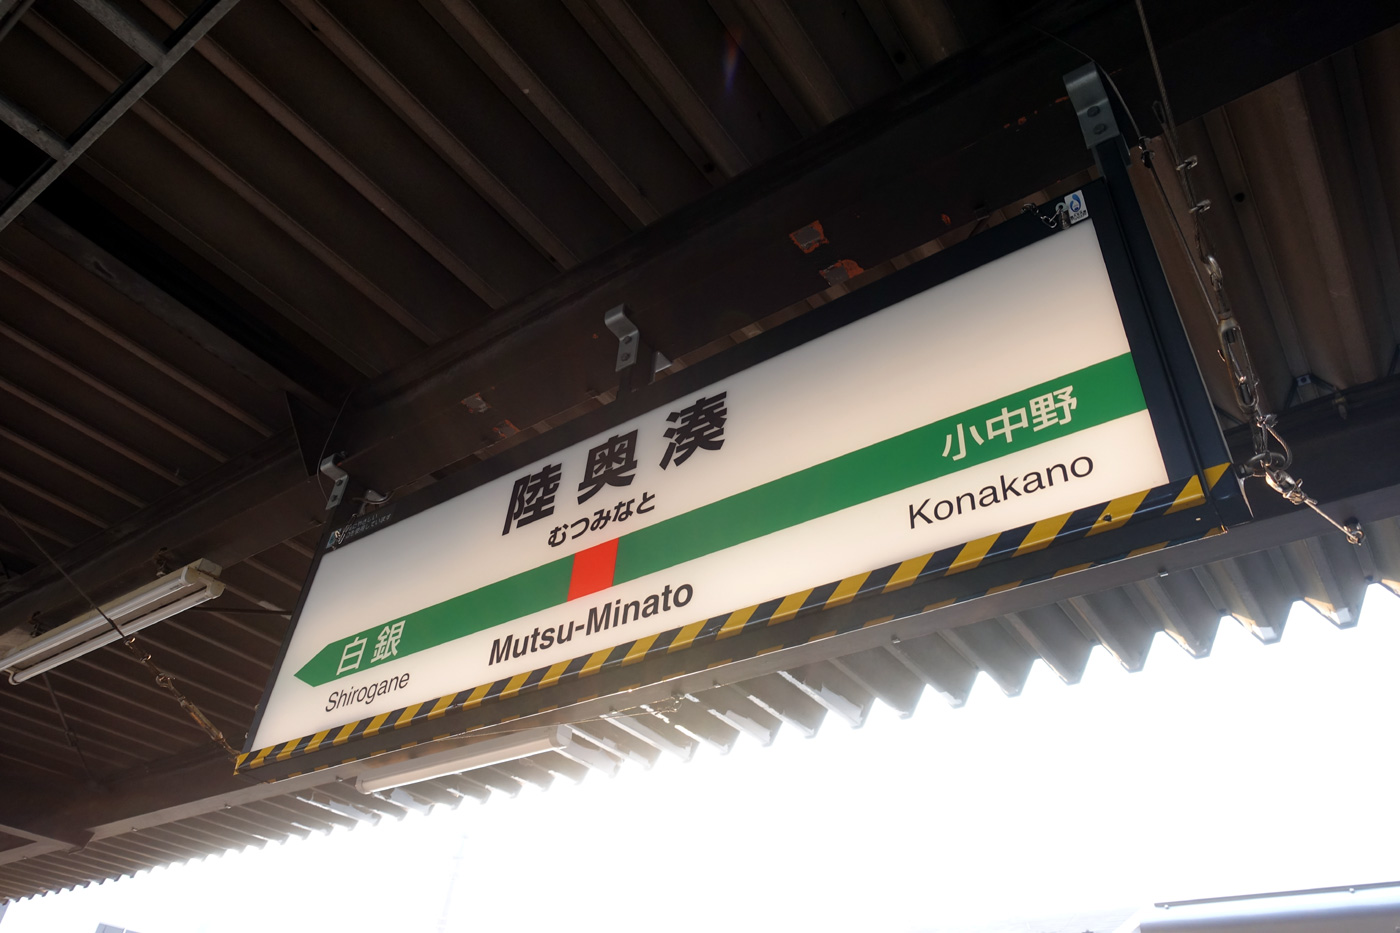 陸奥湊
むつみなと
小中野
Konakano
白銀
Shirogane
Mutsu-Minato